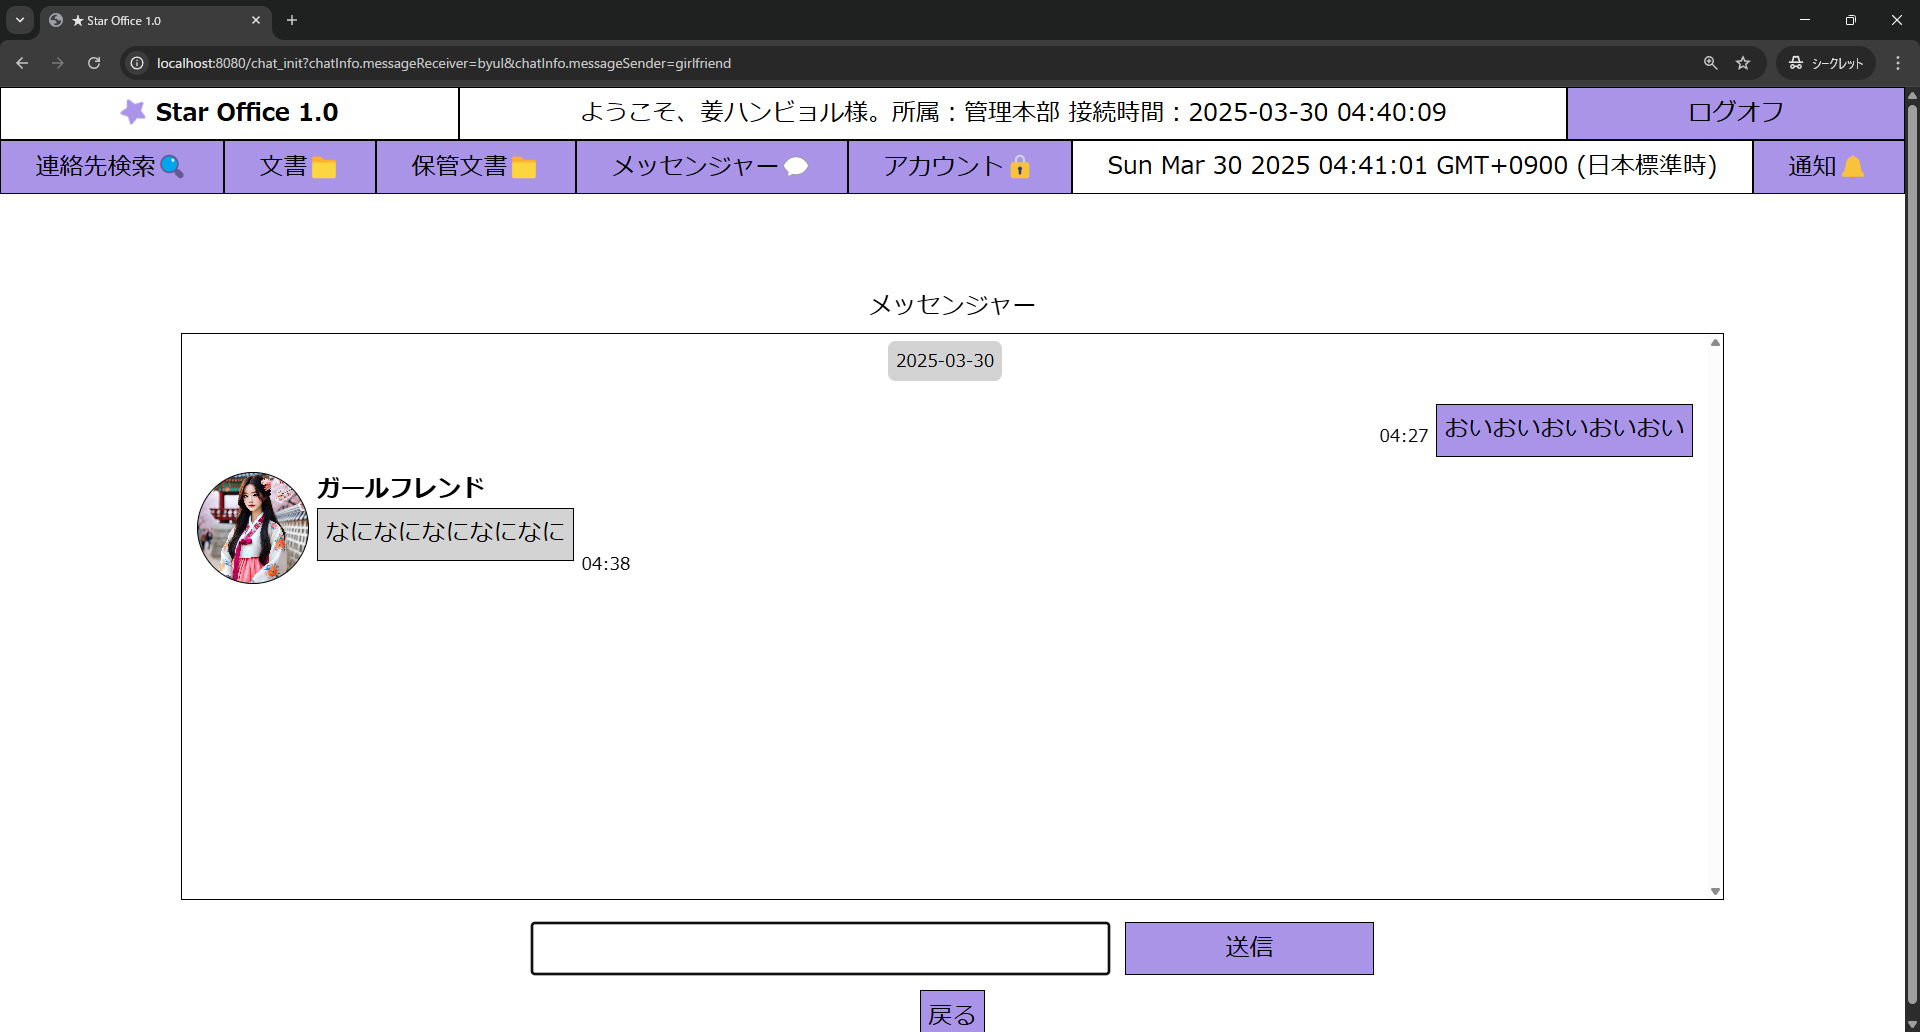 ★ Star Office 1.0
localhost:8080/chat_init?chatInfo.messageReceiver=byul&chatInfo.messageSender=girlfriend
シークレット
Star Office 1.0
ようこそ、姜ハンビョル様。所属：管理本部 接続時間：2025-03-30 04:40:09
ログオフ
連絡先検索
文書
保管文書
メッセンジャー
アカウント
Sun Mar 30 2025 04:41:01 GMT+0900 (日本標準時)
通知
メッセンジャー
2025-03-30
04:27 おいおいおいおいおい
ガールフレンド
なになになになになに
04:38
送信
戻る